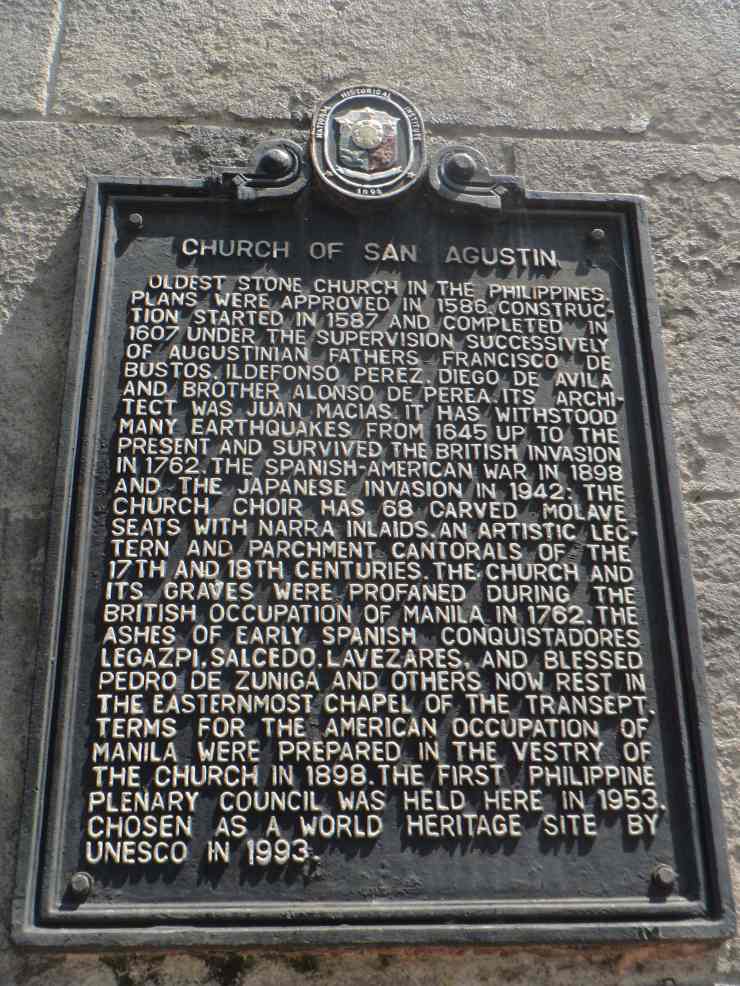 NATIONAL HISTORICAL INSTITUTE
CHURCH OF SAN AGUSTIN
OLDEST STONE CHURCH IN THE PHILIPPINES.
PLANS WERE APPROVED IN 1586. CONSTRUC-
TION STARTED IN 1587 AND COMPLETED IN
1607 UNDER THE SUPERVISION SUCCESSIVELY
OF AUGUSTINIAN FATHERS FRANCISCO DE
BUSTOS, ILDEFONSO PEREZ, DIEGO DE AVILA
AND BROTHER ALONSO DE PEREA. ITS ARCHI-
TECT WAS JUAN MACIAS. IT HAS WITHSTOOD
MANY EARTHQUAKES FROM 1645 UP TO THE
PRESENT AND SURVIVED THE BRITISH INVASION
IN 1762. THE SPANISH-AMERICAN WAR IN 1898
AND THE JAPANESE INVASION IN 1942: THE
CHURCH CHOIR HAS 68 CARVED MOLAVE
SEATS WITH NARRA INLAIDS. AN ARTISTIC LEC-
TERN AND PARCHMENT CANTORALS OF THE
17TH AND 18TH CENTURIES. THE CHURCH AND
ITS GRAVES WERE PROFANED DURING THE
BRITISH OCCUPATION OF MANILA IN 1762. THE
ASHES OF EARLY SPANISH CONQUISTADORES
LEGAZPI, SALCEDO, LAVEZARES, AND BLESSED
PEDRO DE ZUNIGA AND OTHERS NOW REST IN
THE EASTERNMOST CHAPEL OF THE TRANSEPT.
TERMS FOR THE AMERICAN OCCUPATION OF
MANILA WERE PREPARED IN THE VESTRY OF
THE CHURCH IN 1898. THE FIRST PHILIPPINE
PLENARY COUNCIL WAS HELD HERE IN 1953.
CHOSEN AS A WORLD HERITAGE SITE BY
UNESCO IN 1993.